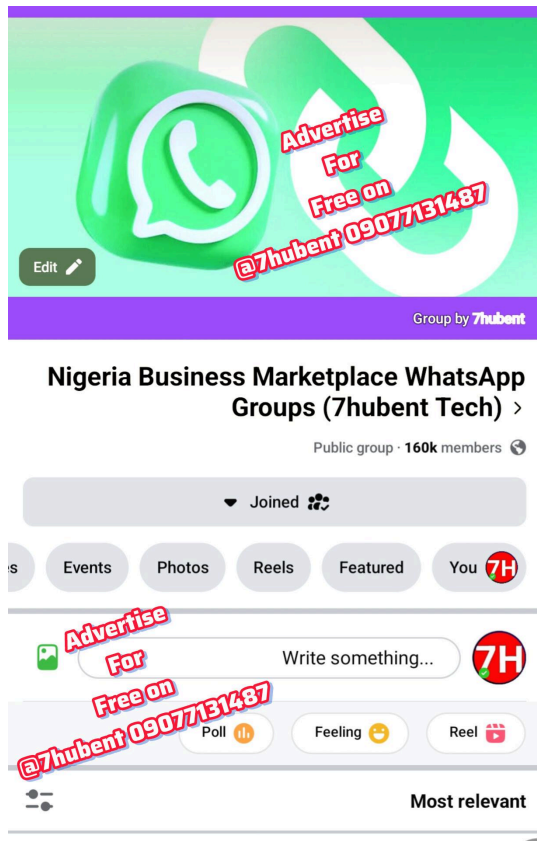 Advertise
For
Free on
@7hubent 09077131487
Edit
Group by 7hubent
Nigeria Business Marketplace WhatsApp
Groups (7hubent Tech) >
Public group · 160k members
Joined
s
Events
Photos
Reels
Featured
You
7H
Advertise
For
Free on
@7hubent 09077131487
Write something...
7H
Poll
Feeling
Reel
Most relevant